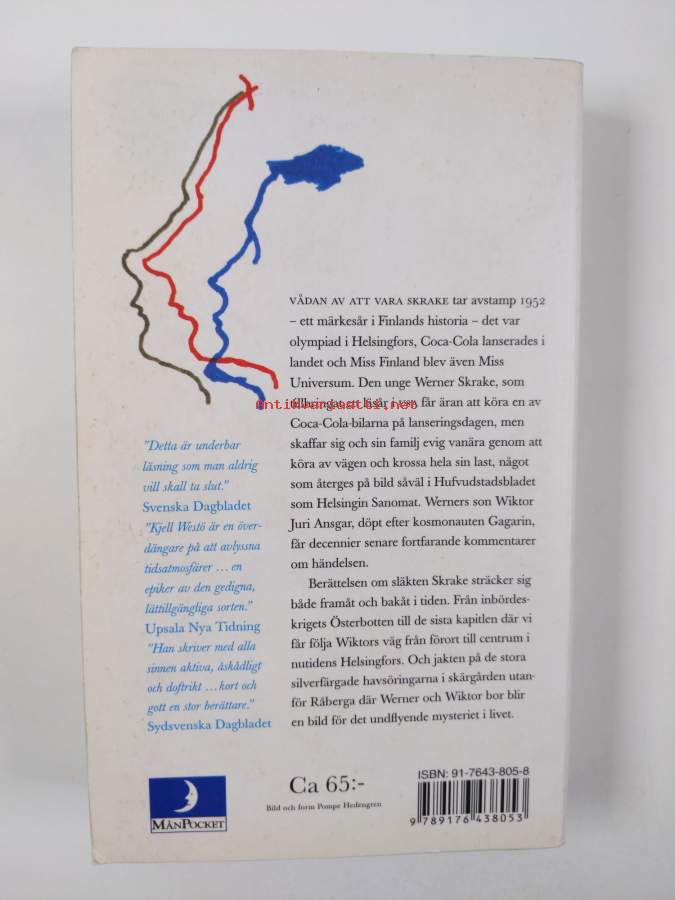 VÅDAN AV ATT VARA SKRAKE tar avstamp 1952
– ett märkesår i Finlands historia – det var
olympiad i Helsingfors, Coca-Cola lanserades i
landet och Miss Finland blev även Miss
Universum. Den unge Werner Skrake, som
tillbringat ett läsår i får äran att köra en av
antikvariaatti.net
Coca-Cola-bilarna på lanseringsdagen, men
skaffar sig och sin familj evig vanära genom att
köra av vägen och krossa hela sin last, något
som återges på bild såväl i Hufvudstadsbladet
som Helsingin Sanomat. Werners son Wiktor
Juri Ansgar, döpt efter kosmonauten Gagarin,
får decennier senare fortfarande kommentarer
om händelsen.
Berättelsen om släkten Skrake sträcker sig
både framåt och bakåt i tiden. Från inbördes-
krigets Österbotten till de sista kapitlen där vi
får följa Wiktors väg från förort till centrum i
nutidens Helsingfors. Och jakten på de stora
silverfärgade havsöringarna i skärgården utan-
för Råberga där Werner och Wiktor bor blir
en bild för det undflyende mysteriet i livet.
”Detta är underbar
läsning som man aldrig
vill skall ta slut.”
Svenska Dagbladet
”Kjell Westö är en över-
dängare på att avlyssna
tidsatmosfärer ... en
epiker av den gedigna,
lättillgängliga sorten.”
Upsala Nya Tidning
”Han skriver med alla
sinnen aktiva, åskådligt
och doftrikt ... kort och
gott en stor berättare.”
Sydsvenska Dagbladet
MÅNPOCKET
Ca 65:-
Bild och form Pompe Hedengren
ISBN: 91-7643-805-8
9 789176 438053